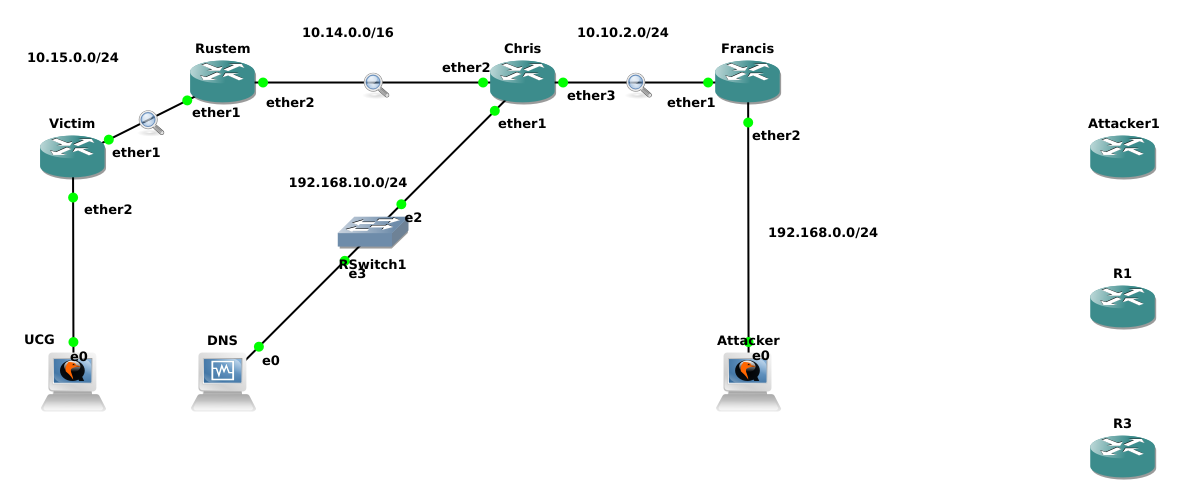 10.14.0.0/16
10.10.2.0/24
10.15.0.0/24
Rustem
Chris
Francis
ether2
ether3
ether1
ether2
ether1
ether1
Victim
Attacker1
ether1
ether2
192.168.10.0/24
ether2
e2
192.168.0.0/24
RSwitch1
e3
R1
UCG
DNS
Attacker
e0
e0
e0
R3